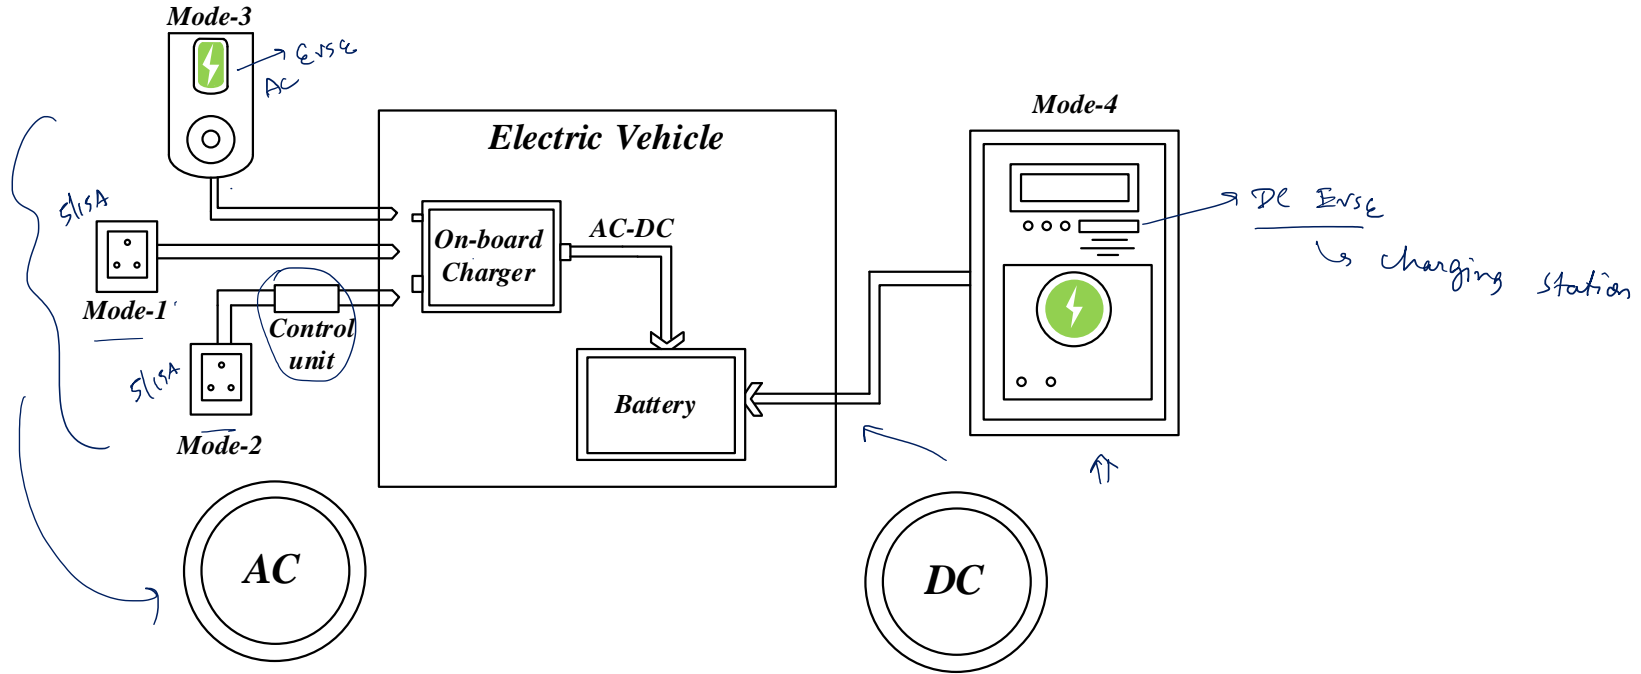 Mode-3
EVSE
AC
Mode-4
Electric Vehicle
5/15A
DC EVSE
charging station
On-board
Charger
AC-DC
Mode-1
Control
unit
5/15A
Battery
Mode-2
AC
DC